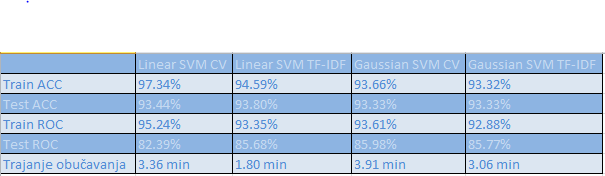 Linear SVM CV Linear SVM TF-IDF Gaussian SVM CV Gaussian SVM TF-IDF
Train ACC 97.34% 94.59% 93.66% 93.32%
Test ACC 93.44% 93.80% 93.33% 93.33%
Train ROC 95.24% 93.35% 93.61% 92.88%
Test ROC 82.39% 85.68% 85.98% 85.77%
Trajanje obučavanja 3.36 min 1.80 min 3.91 min 3.06 min